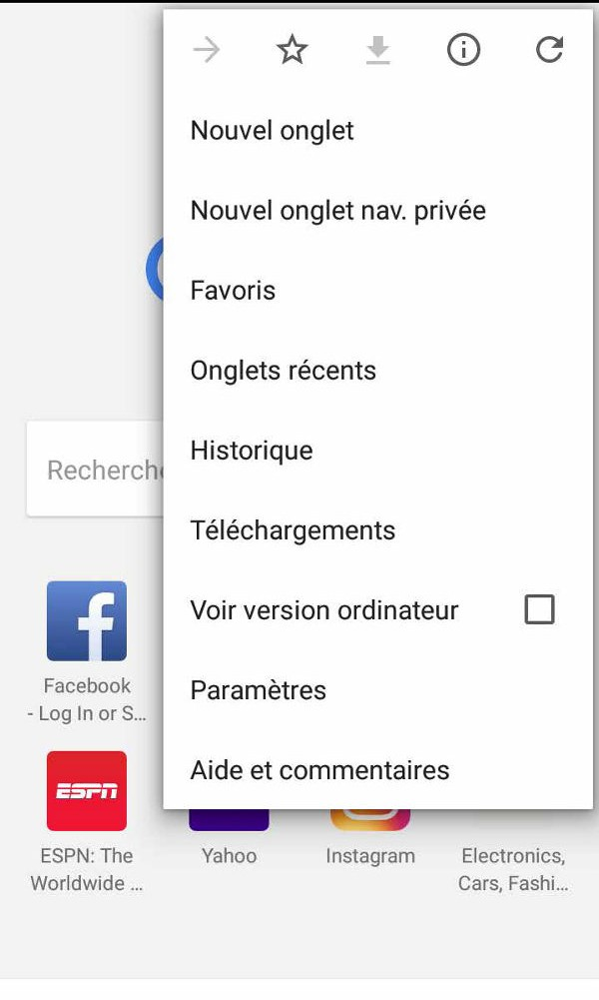 Nouvel onglet
Nouvel onglet nav. privée
Favoris
Onglets récents
Historique
Téléchargements
Voir version ordinateur
Paramètres
Aide et commentaires
Facebook
- Log In or S...
ESPN
ESPN: The
Worldwide ...
Yahoo
Instagram
Electronics,
Cars, Fashi...